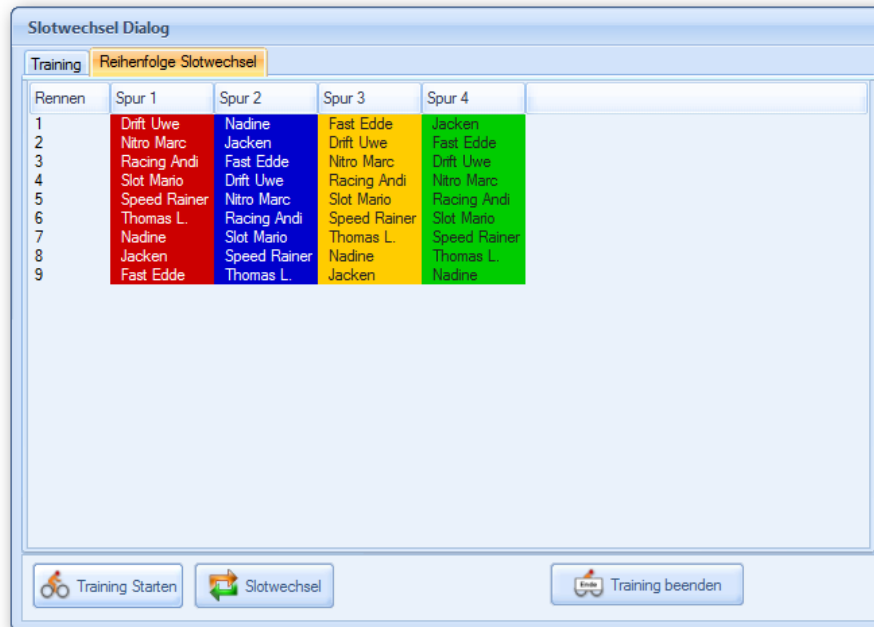 Slotwechsel Dialog
Training Reihenfolge Slotwechsel
Rennen Spur 1 Spur 2 Spur 3 Spur 4
1 Drift Uwe Nadine Fast Edde Jacken
2 Nitro Marc Jacken Drift Uwe Fast Edde
3 Racing Andi Fast Edde Nitro Marc Drift Uwe
4 Slot Mario Drift Uwe Racing Andi Nitro Marc
5 Speed Rainer Nitro Marc Slot Mario Racing Andi
6 Thomas L. Racing Andi Speed Rainer Slot Mario
7 Nadine Slot Mario Thomas L. Speed Rainer
8 Jacken Speed Rainer Nadine Thomas L.
9 Fast Edde Thomas L. Jacken Nadine
Training Starten Slotwechsel Ende Training beenden